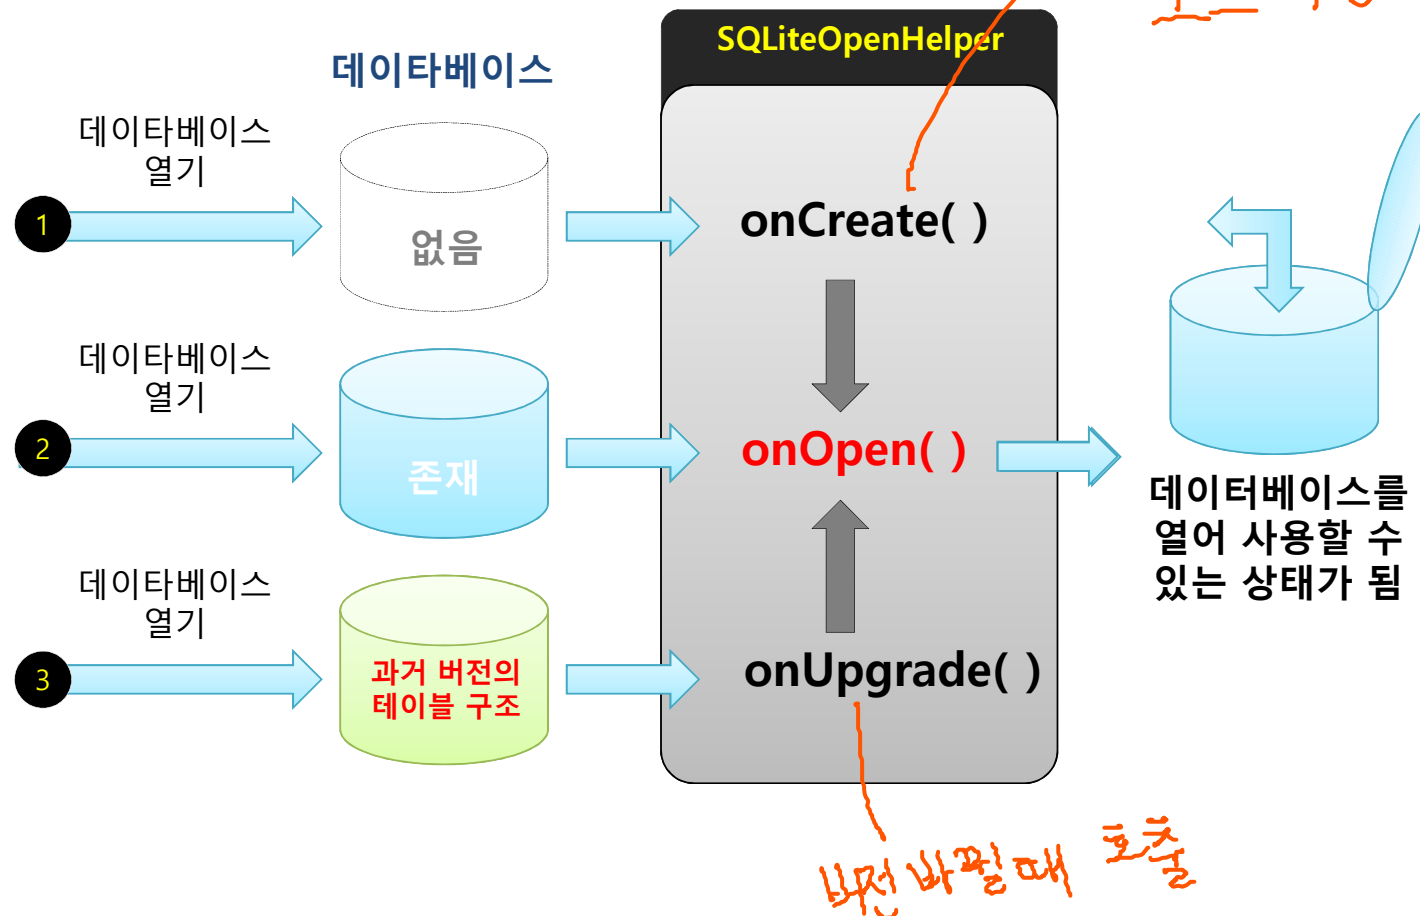 SQLiteOpenHelper
데이타베이스
데이타베이스
열기
1
없음
onCreate( )
데이타베이스
열기
2
존재
onOpen( )
데이터베이스를
열어 사용할 수
있는 상태가 됨
데이타베이스
열기
3
과거 버전의
테이블 구조
onUpgrade( )
버전 바뀔 때 호출